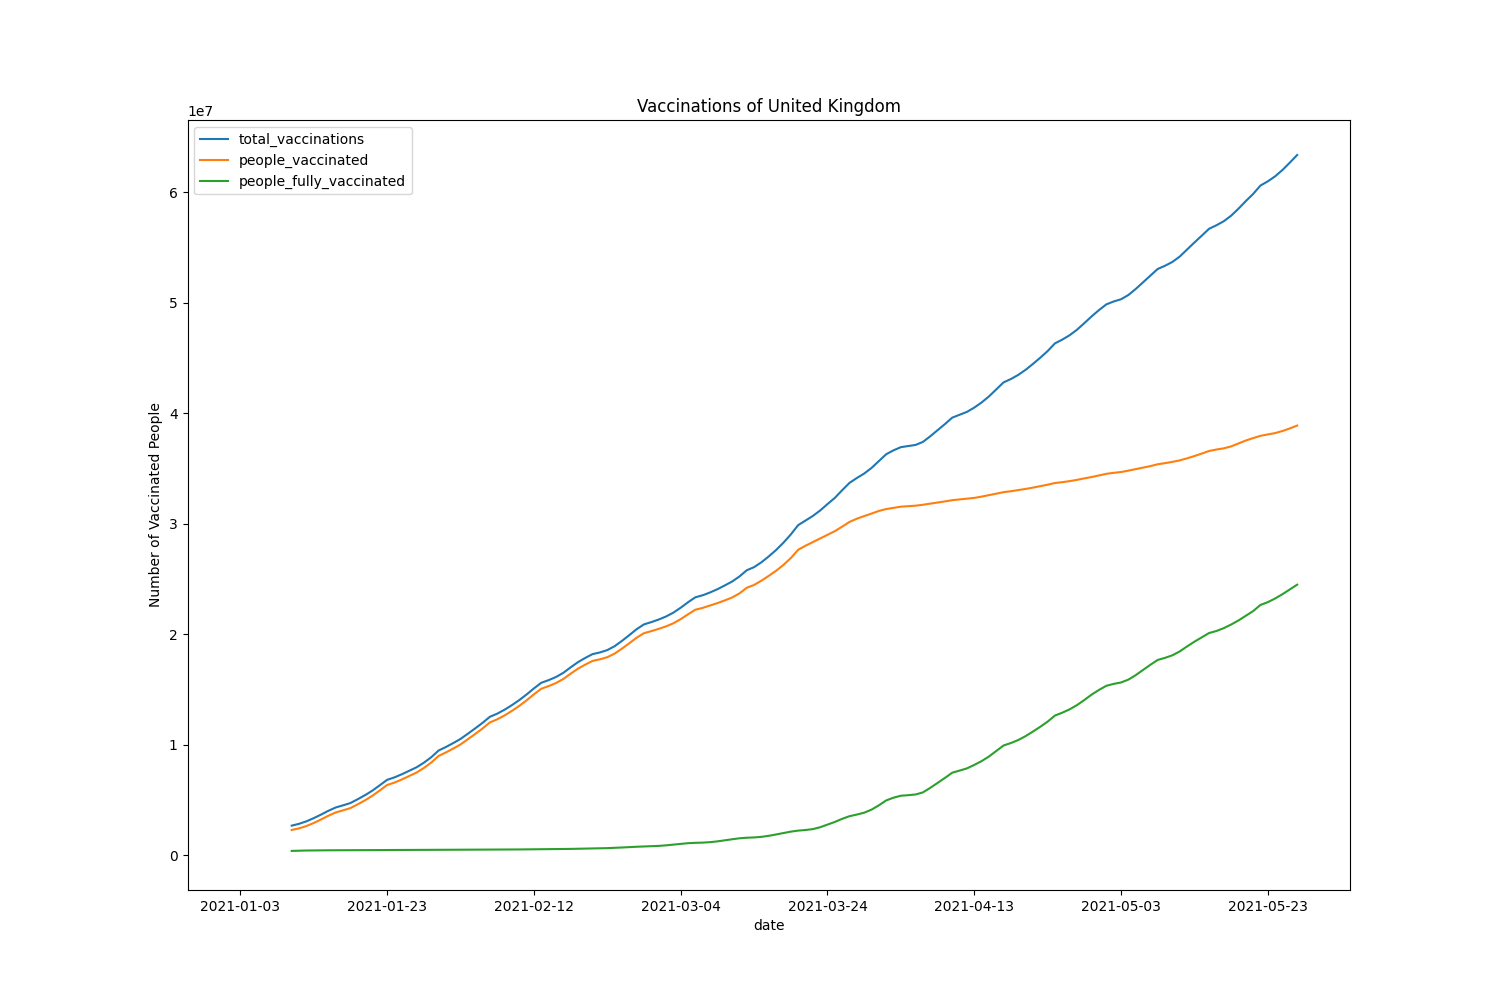 Vaccinations of United Kingdom
1e7
total_vaccinations
people_vaccinated
people_fully_vaccinated
6
5
4
3
2
1
0
Number of Vaccinated People
2021-01-03 2021-01-23 2021-02-12 2021-03-04 2021-03-24 2021-04-13 2021-05-03 2021-05-23
date